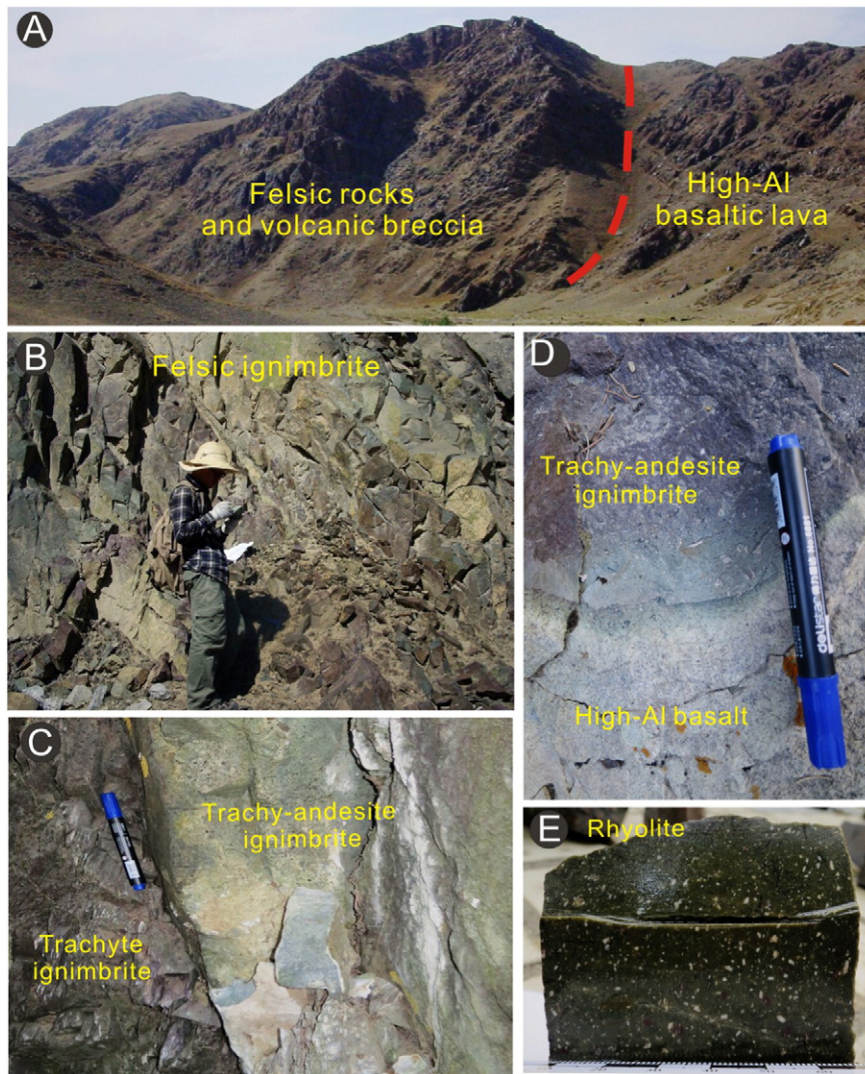 A
Felsic rocks
and volcanic breccia
High-Al
basaltic lava
B
Felsic ignimbrite
C
Trachy-andesite
ignimbrite
Trachyte
ignimbrite
D
Trachy-andesite
ignimbrite
deli
High-Al basalt
E
Rhyolite